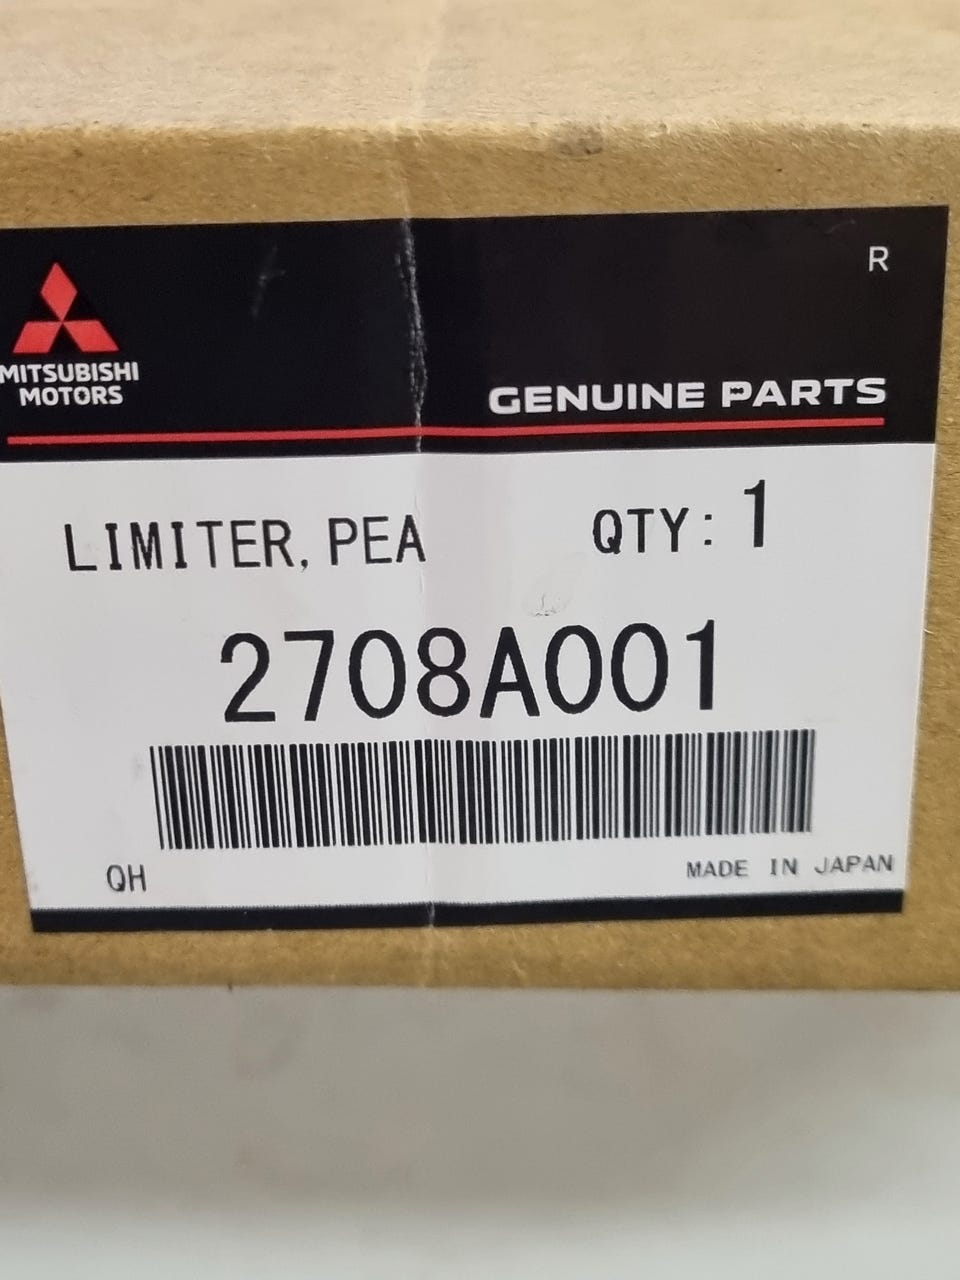 R
MITSUBISHI
MOTORS
GENUINE PARTS
LIMITER, PEA QTY: 1
2708A001
QH MADE IN JAPAN